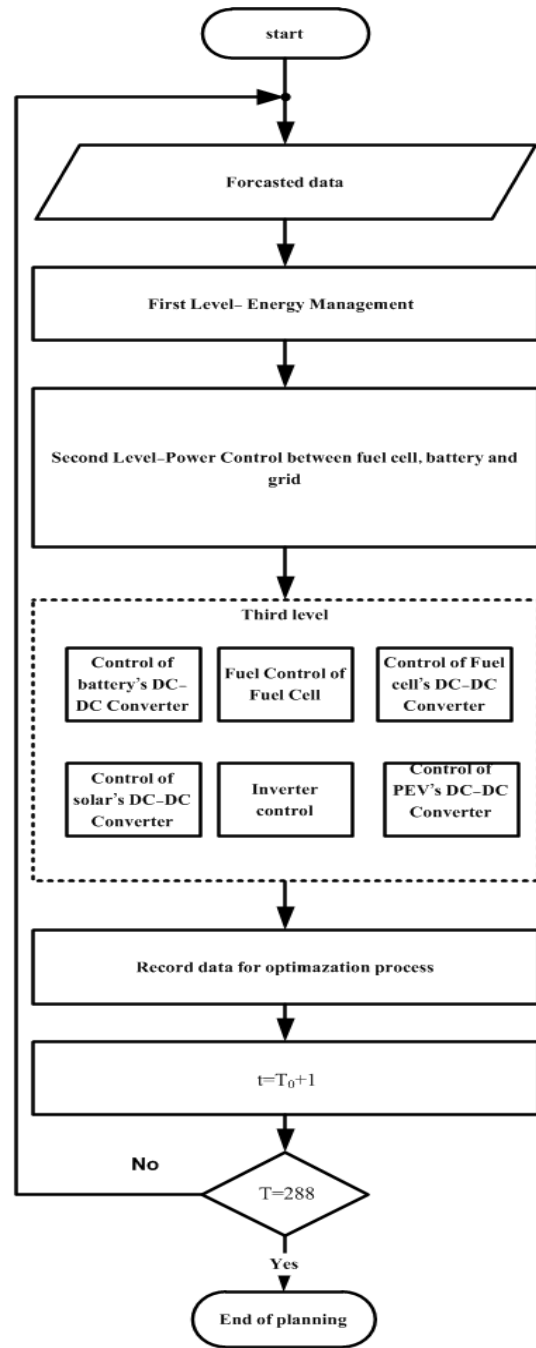 start
Forcasted data
First Level– Energy Management
Second Level–Power Control between fuel cell, battery and
grid
Third level
Control of
battery's DC–
DC Converter
Fuel Control of
Fuel Cell
Control of Fuel
cell's DC–DC
Converter
Control of
solar's DC–DC
Converter
Inverter
control
Control of
PEV's DC–DC
Converter
Record data for optimazation process
t=T₀+1
No
T=288
Yes
End of planning